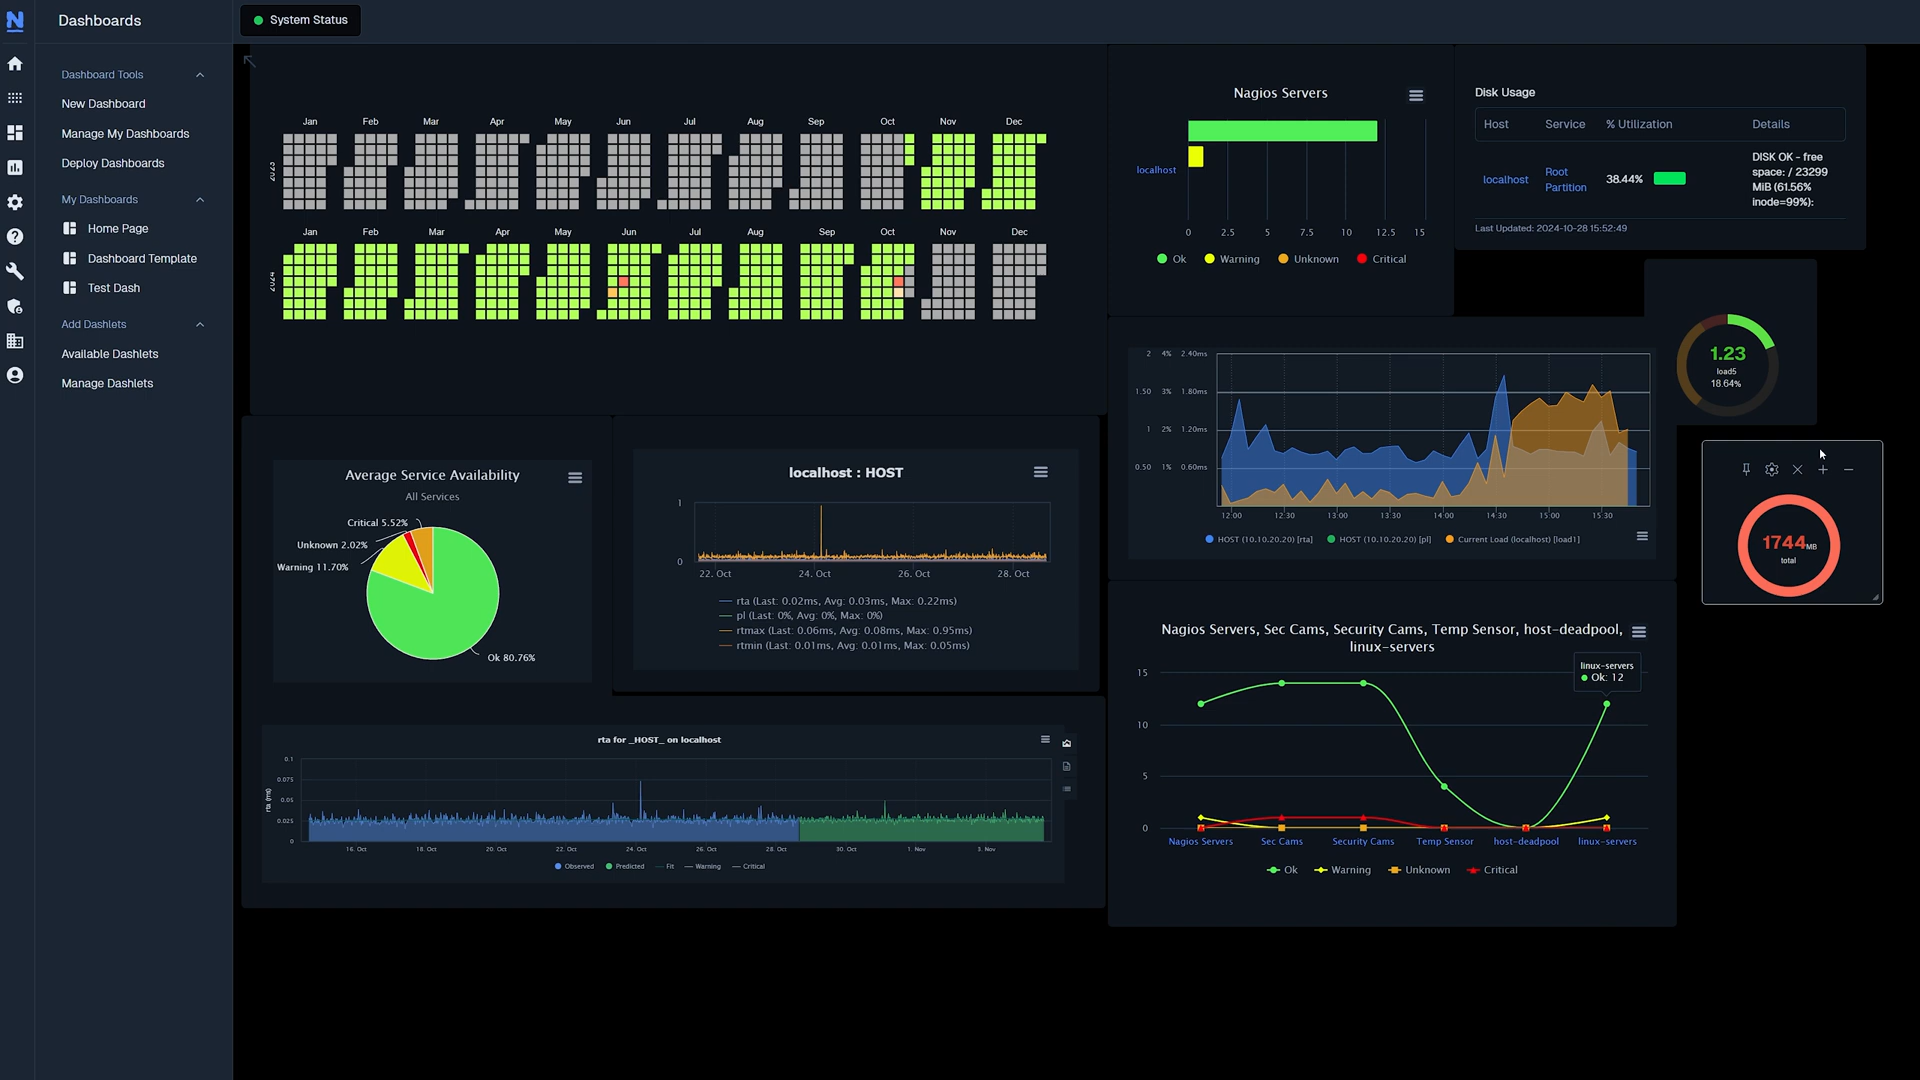 Dashboards
System Status
Dashboard Tools
New Dashboard
Manage My Dashboards
Deploy Dashboards
My Dashboards
Home Page
Dashboard Template
Test Dash
Add Dashlets
Available Dashlets
Manage Dashlets
Jan Feb Mar Apr May Jun Jul Aug Sep Oct Nov Dec
2023
Jan Feb Mar Apr May Jun Jul Aug Sep Oct Nov Dec
2024
Nagios Servers
localhost
0 2.5 5 7.5 10 12.5 15
Ok Warning Unknown Critical
Disk Usage
Host Service % Utilization Details
localhost
Root
Partition
38.44%
DISK OK - free
space: / 23299
MiB (61.56%
inode=99%):
Last Updated: 2024-10-28 15:52:49
2 4% 2.40ms
1.50 3% 1.80ms
1 2% 1.20ms
0.50 1% 0.60ms
12:00 12:30 13:00 13:30 14:00 14:30 15:00 15:30
HOST (10.10.20.20) [rta] HOST (10.10.20.20) [pl] Current Load (localhost) [load1]
1.23
load5
18.64%
1744MB
total
Average Service Availability
All Services
Critical 5.52%
Unknown 2.02%
Warning 11.70%
Ok 80.76%
localhost : HOST
1
0
22. Oct 24. Oct 26. Oct 28. Oct
rta (Last: 0.02ms, Avg: 0.03ms, Max: 0.22ms)
pl (Last: 0%, Avg: 0%, Max: 0%)
rtmax (Last: 0.06ms, Avg: 0.08ms, Max: 0.95ms)
rtmin (Last: 0.01ms, Avg: 0.01ms, Max: 0.05ms)
rta for _HOST_ on localhost
rta (ms)
0.1
0.075
0.05
0.025
0
16. Oct 18. Oct 20. Oct 22. Oct 24. Oct 26. Oct 28. Oct 30. Oct 1. Nov 3. Nov
Observed Predicted Fit Warning Critical
Nagios Servers, Sec Cams, Security Cams, Temp Sensor, host-deadpool,
linux-servers
linux-servers
Ok: 12
15
10
5
0
Nagios Servers Sec Cams Security Cams Temp Sensor host-deadpool linux-servers
Ok Warning Unknown Critical